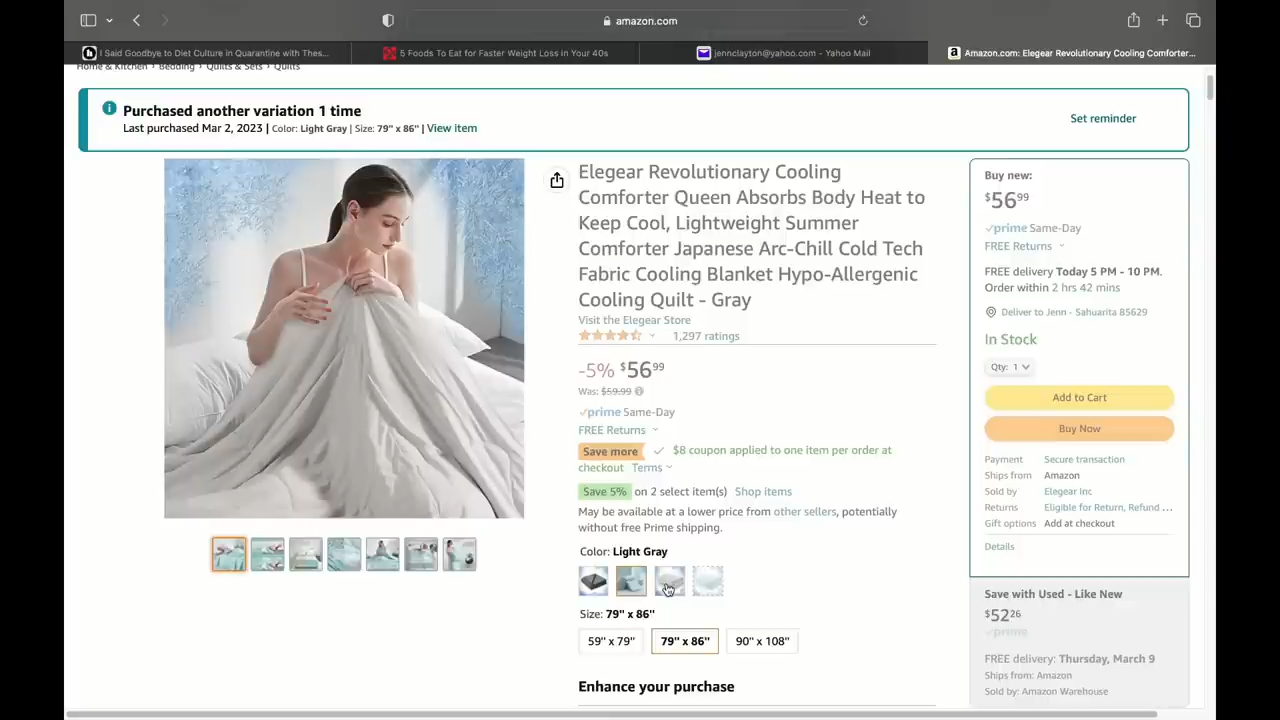 amazon.com
I Said Goodbye to Diet Culture in Quarantine with Thes...
5 Foods To Eat for Faster Weight Loss in Your 40s
jennclayton@yahoo.com - Yahoo Mail
Amazon.com: Elegear Revolutionary Cooling Comforter...
Home & Kitchen › Bedding › Quilts & Sets › Quilts
Purchased another variation 1 time
Last purchased Mar 2, 2023 | Color: Light Gray | Size: 79" x 86" | View item
Set reminder
Elegear Revolutionary Cooling
Comforter Queen Absorbs Body Heat to
Keep Cool, Lightweight Summer
Comforter Japanese Arc-Chill Cold Tech
Fabric Cooling Blanket Hypo-Allergenic
Cooling Quilt - Gray
Visit the Elegear Store
1,297 ratings
-5% $56 99
Was: $59.99
prime Same-Day
FREE Returns
Save more $8 coupon applied to one item per order at
checkout Terms
Save 5% on 2 select item(s) Shop items
May be available at a lower price from other sellers, potentially
without free Prime shipping.
Color: Light Gray
Size: 79" x 86"
59" x 79" 79" x 86" 90" x 108"
Enhance your purchase
Buy new:
$56 99
prime Same-Day
FREE Returns
FREE delivery Today 5 PM - 10 PM.
Order within 2 hrs 42 mins
Deliver to Jenn - Sahuarita 85629
In Stock
Qty: 1
Add to Cart
Buy Now
Payment Secure transaction
Ships from Amazon
Sold by Elegear Inc
Returns Eligible for Return, Refund ...
Gift options Add at checkout
Details
Save with Used - Like New
$52 26
prime
FREE delivery: Thursday, March 9
Ships from: Amazon
Sold by: Amazon Warehouse